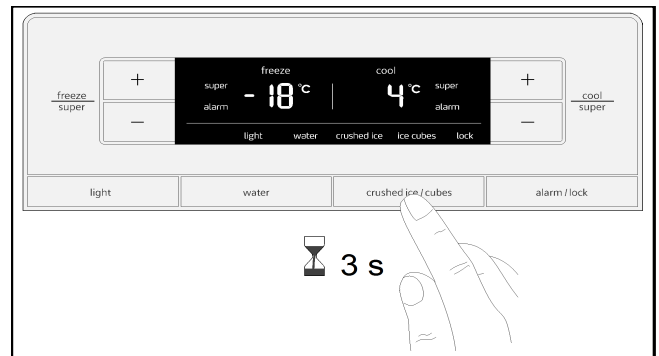 freeze
super
+
−
freeze
cool
super
alarm
- 18 °C
4 °C
super
alarm
light water crushed ice ice cubes lock
+
−
cool
super
light
water
crushed ice / cubes
alarm / lock
3 s